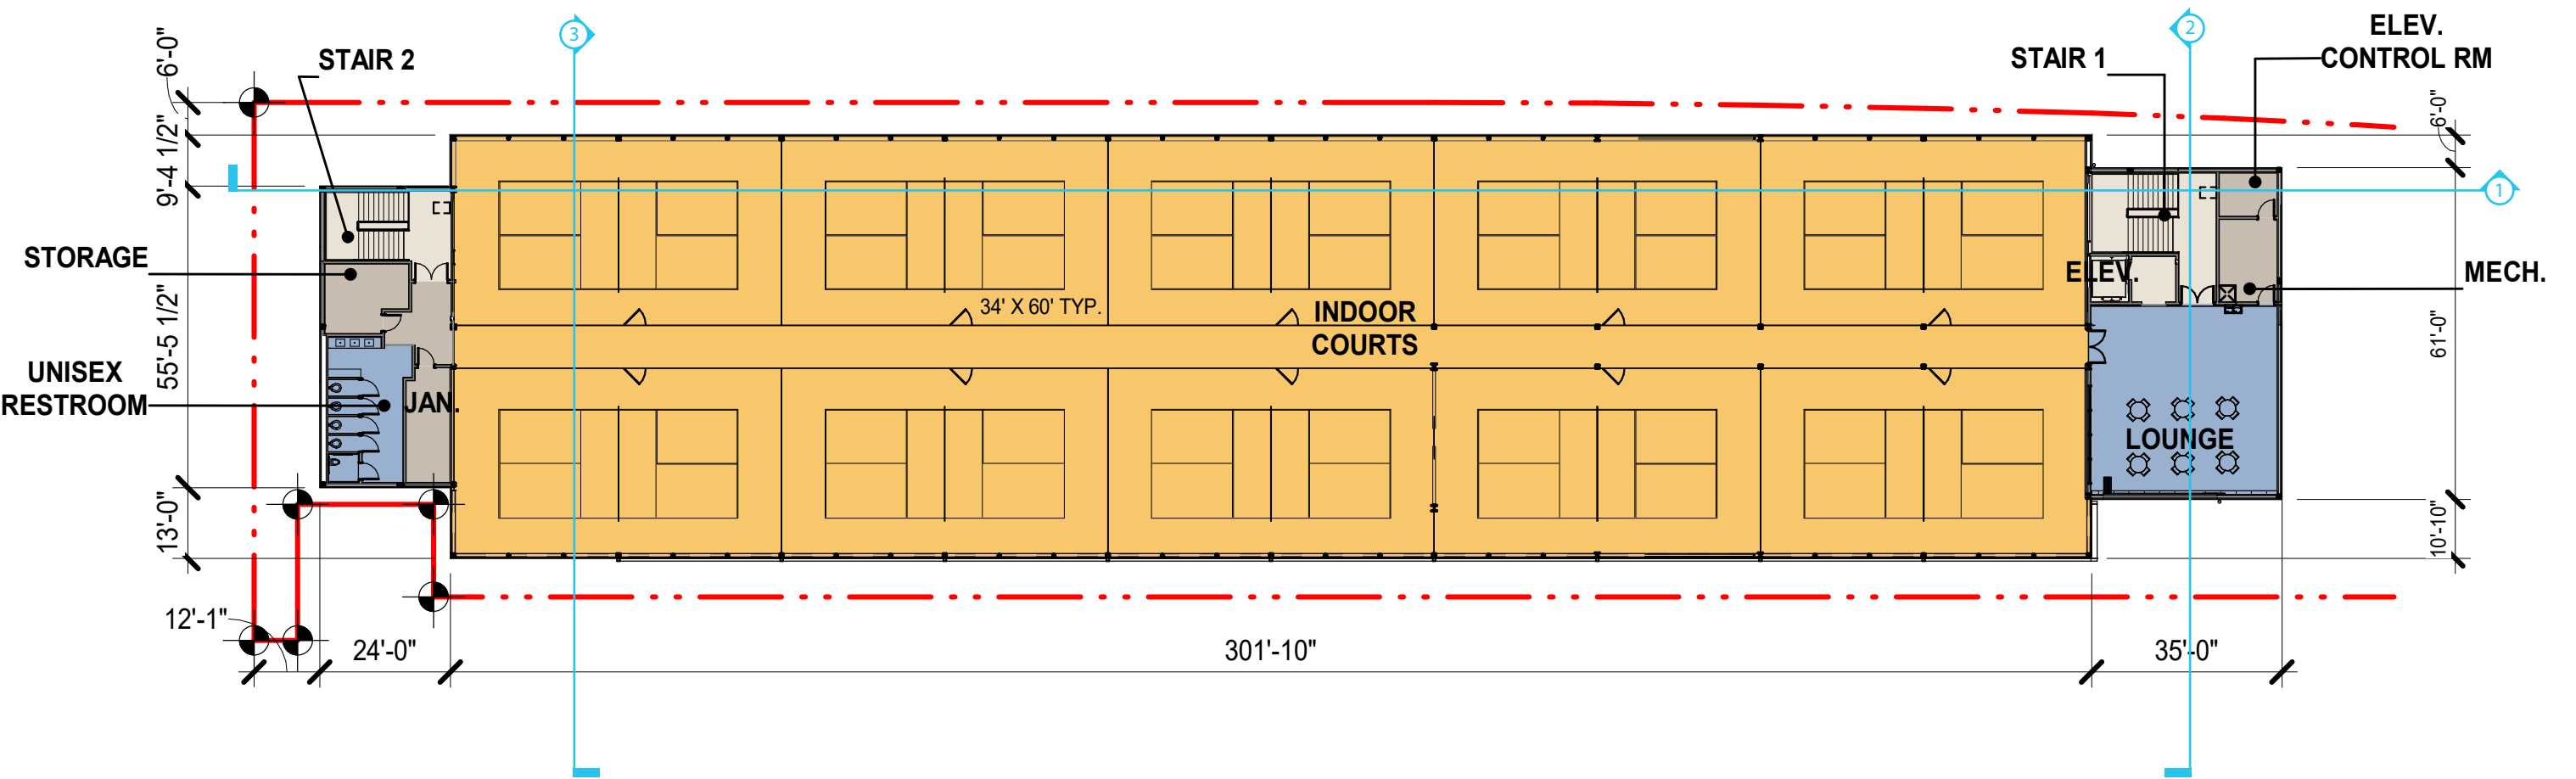 3
2
ELEV.
CONTROL RM
STAIR 2
STAIR 1
6'-0"
6'-0"
9'-4 1/2"
1
STORAGE
ELEV.
MECH.
34' X 60' TYP.
INDOOR
COURTS
55'-5 1/2"
61'-0"
UNISEX
RESTROOM
JAN.
LOUNGE
13'-0"
10'-10"
12'-1"
24'-0"
301'-10"
35'-0"